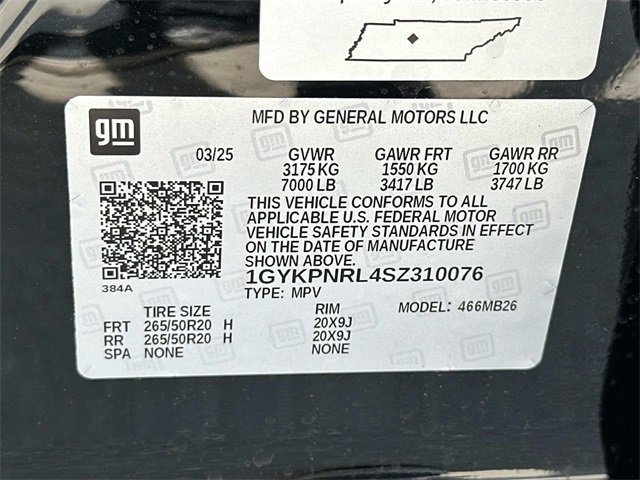 gm
MFD BY GENERAL MOTORS LLC
03/25 GVWR GAWR FRT GAWR RR
3175 KG 1550 KG 1700 KG
7000 LB 3417 LB 3747 LB
THIS VEHICLE CONFORMS TO ALL
APPLICABLE U.S. FEDERAL MOTOR
VEHICLE SAFETY STANDARDS IN EFFECT
ON THE DATE OF MANUFACTURE
SHOWN ABOVE.
384A
1GYKPNRL4SZ310076
TYPE: MPV
TIRE SIZE RIM MODEL: 466MB26
FRT 265/50R20 H 20X9J
RR 265/50R20 H 20X9J
SPA NONE NONE